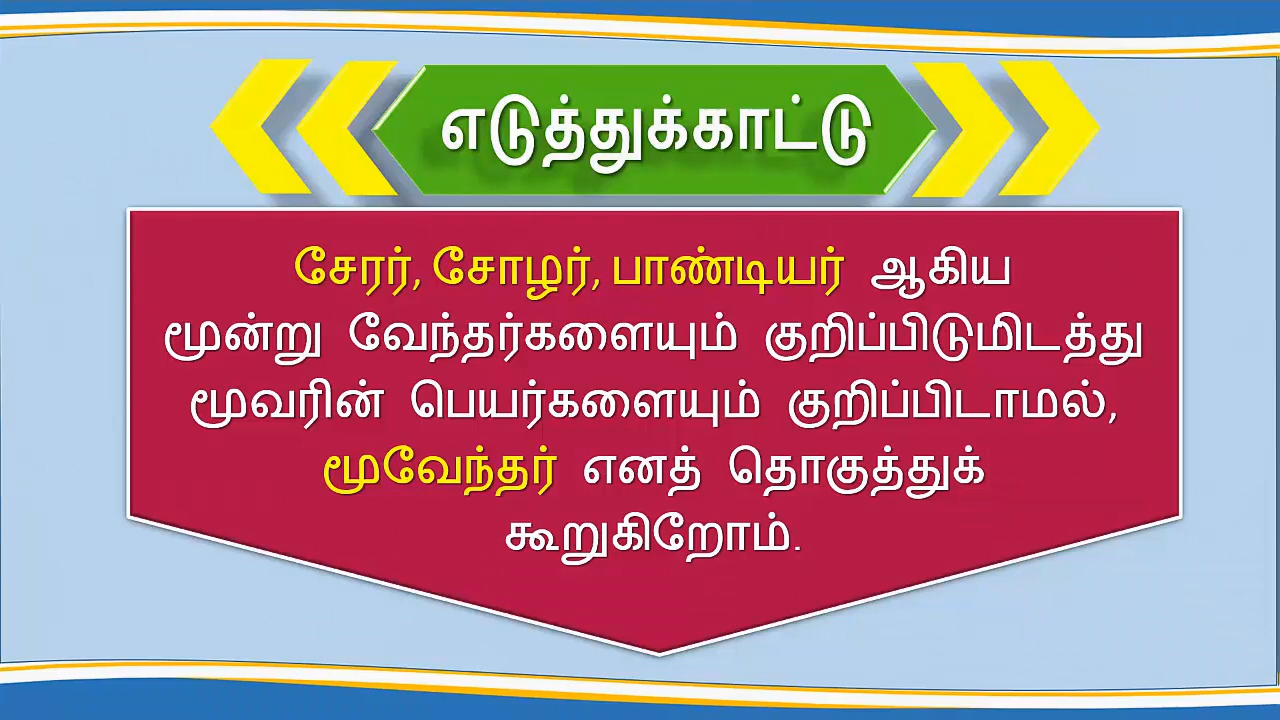 எடுத்துக்காட்டு
சேரர், சோழர், பாண்டியர் ஆகிய
மூன்று வேந்தர்களையும் குறிப்பிடுமிடத்து
மூவரின் பெயர்களையும் குறிப்பிடாமல்,
மூவேந்தர் எனத் தொகுத்துக்
கூறுகிறோம்.